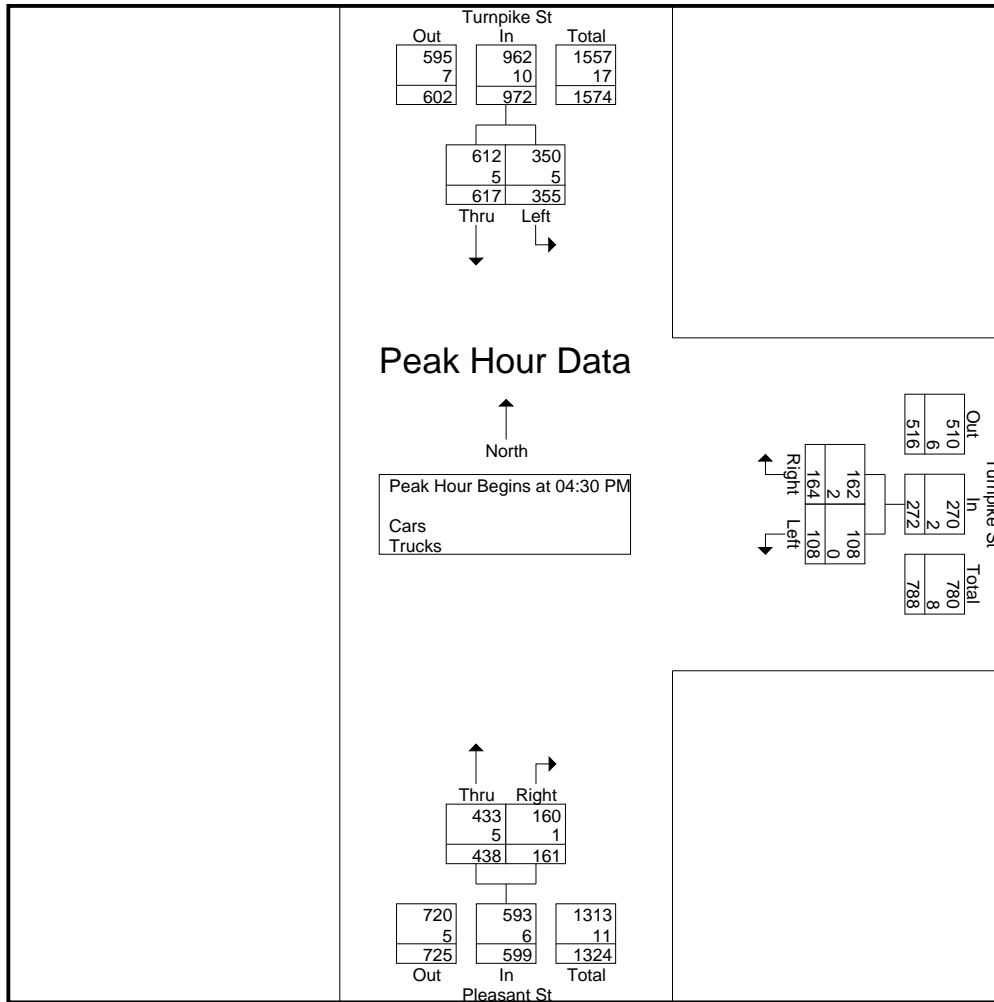 Turnpike St
Out In Total
595 962 1557
7 10 17
602 972 1574
612 350
5 5
617 355
Thru Left
Peak Hour Data
North
Peak Hour Begins at 04:30 PM
Cars
Trucks
Turnpike St
Out In Total
510 270 780
6 2 8
516 272 788
162 108
2 0
164 108
Right Left
Thru Right
433 160
5 1
438 161
720 593 1313
5 6 11
725 599 1324
Out In Total
Pleasant St